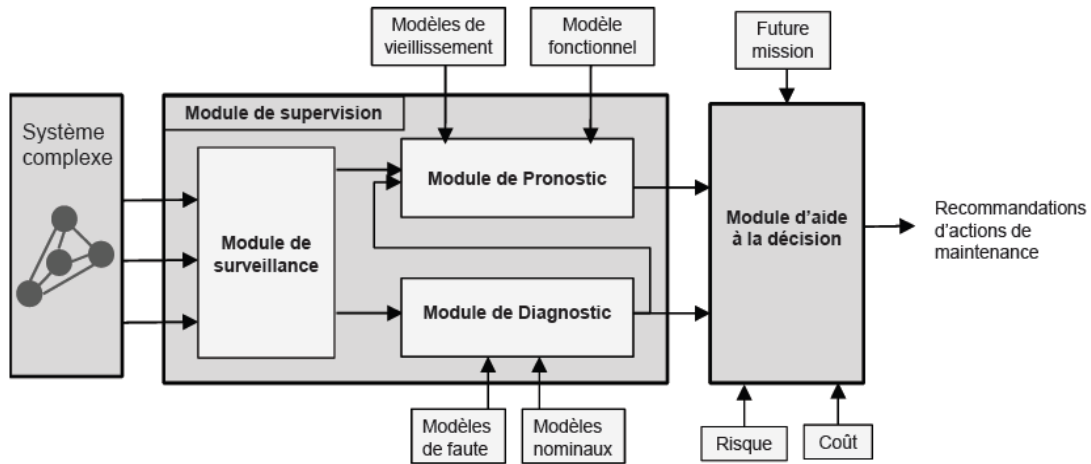 Modèles de
vieillissement
Modèle
fonctionnel
Future
mission
Module de supervision
Système
complexe
Module de
surveillance
Module de Pronostic
Module de Diagnostic
Module d'aide
à la décision
Recommandations
d'actions de
maintenance
Modèles
de faute
Modèles
nominaux
Risque
Coût